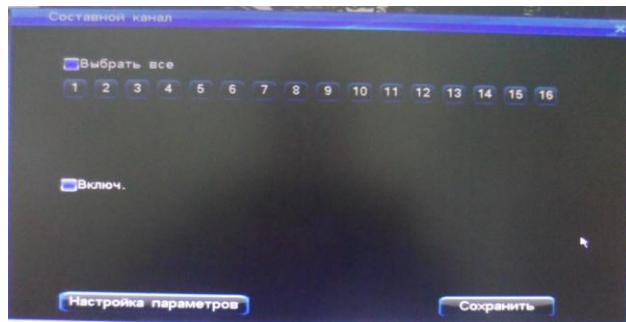 Составной канал
Выбрать все
1 2 3 4 5 6 7 8 9 10 11 12 13 14 15 16
Включ.
Настройка параметров Сохранить